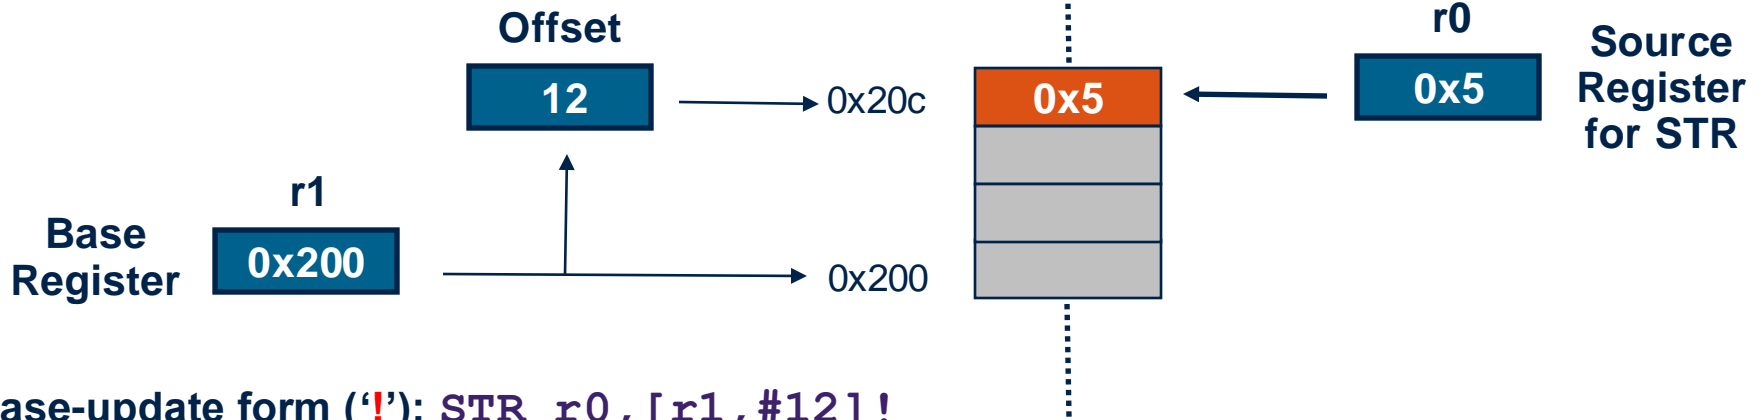 Offset
12
0x20c
0x5
r0
0x5
Source
Register
for STR
r1
Base
Register
0x200
0x200
ase-update form (‘!’): STR r0,[r1,#12]!